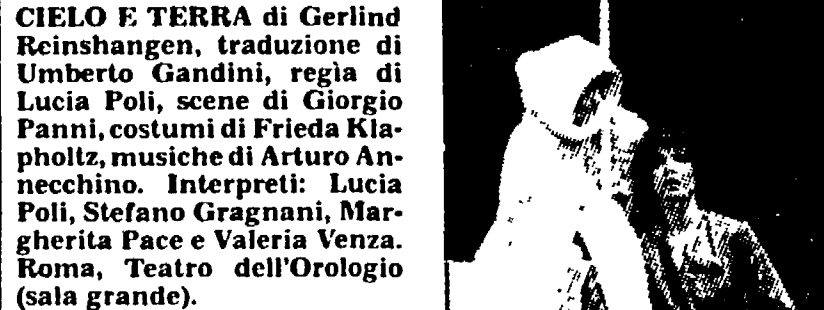 CIELO E TERRA di Gerlind
Reinshangen, traduzione di
Umberto Gandini, regìa di
Lucia Poli, scene di Giorgio
Panni, costumi di Frieda Kla-
pholtz, musiche di Arturo An-
necchino. Interpreti: Lucia
Poli, Stefano Gragnani, Mar-
gherita Pace e Valeria Venza.
Roma, Teatro dell'Orologio
(sala grande).